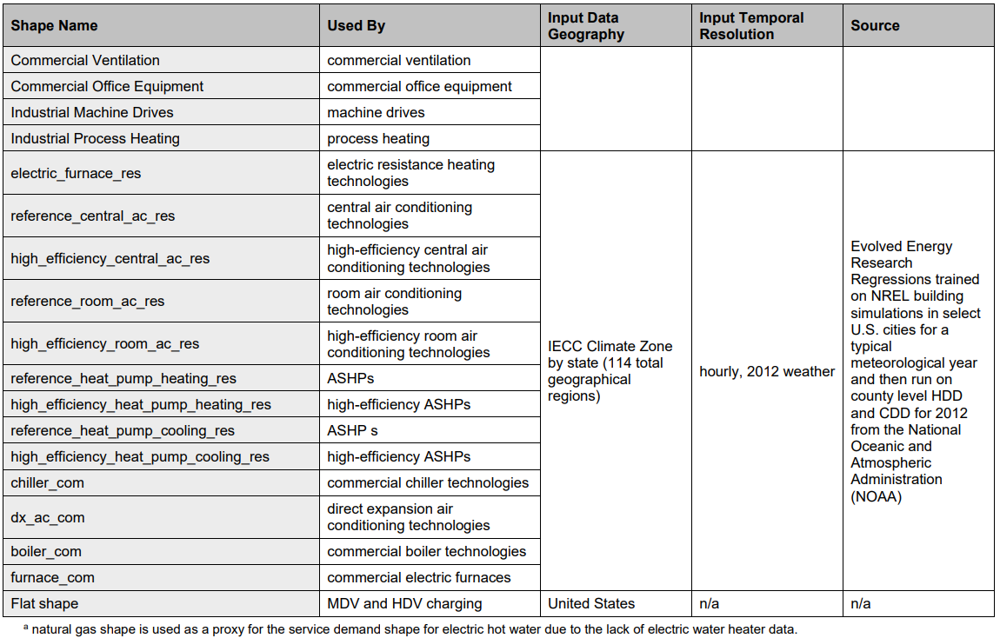 Shape Name
Used By
Input Data
Geography
Input Temporal
Resolution
Source
Commercial Ventilation
commercial ventilation
Commercial Office Equipment
commercial office equipment
Industrial Machine Drives
machine drives
Industrial Process Heating
process heating
electric_furnace_res
electric resistance heating
technologies
reference_central_ac_res
central air conditioning
technologies
high_efficiency_central_ac_res
high-efficiency central air
conditioning technologies
reference_room_ac_res
room air conditioning
technologies
high_efficiency_room_ac_res
high-efficiency room air
conditioning technologies
reference_heat_pump_heating_res
ASHPs
high_efficiency_heat_pump_heating_res
high-efficiency ASHPs
reference_heat_pump_cooling_res
ASHP s
high_efficiency_heat_pump_cooling_res
high-efficiency ASHPs
chiller_com
commercial chiller technologies
dx_ac_com
direct expansion air
conditioning technologies
boiler_com
commercial boiler technologies
furnace_com
commercial electric furnaces
IECC Climate Zone
by state (114 total
geographical
regions)
hourly, 2012 weather
Evolved Energy
Research
Regressions trained
on NREL building
simulations in select
U.S. cities for a
typical
meteorological year
and then run on
county level HDD
and CDD for 2012
from the National
Oceanic and
Atmospheric
Administration
(NOAA)
Flat shape
MDV and HDV charging
United States
n/a
n/a
a natural gas shape is used as a proxy for the service demand shape for electric hot water due to the lack of electric water heater data.